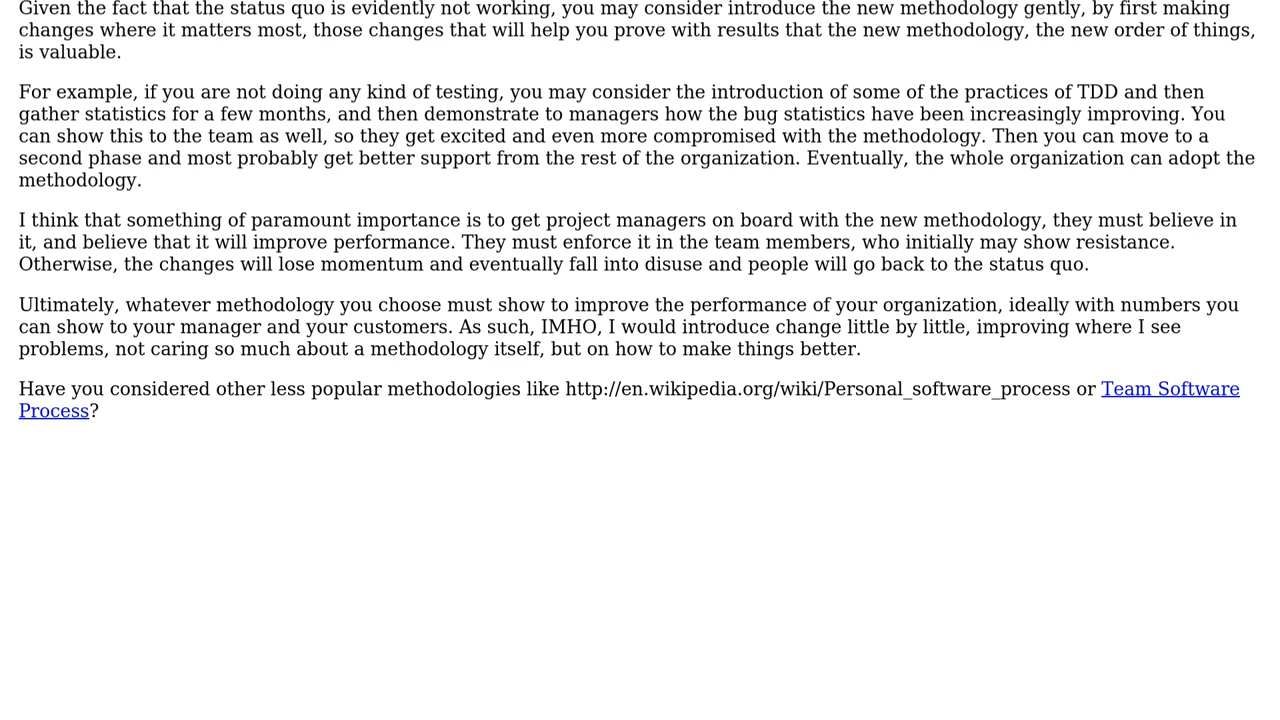 Given the fact that the status quo is evidently not working, you may consider introduce the new methodology gently, by first making
changes where it matters most, those changes that will help you prove with results that the new methodology, the new order of things,
is valuable.
For example, if you are not doing any kind of testing, you may consider the introduction of some of the practices of TDD and then
gather statistics for a few months, and then demonstrate to managers how the bug statistics have been increasingly improving. You
can show this to the team as well, so they get excited and even more compromised with the methodology. Then you can move to a
second phase and most probably get better support from the rest of the organization. Eventually, the whole organization can adopt the
methodology.
I think that something of paramount importance is to get project managers on board with the new methodology, they must believe in
it, and believe that it will improve performance. They must enforce it in the team members, who initially may show resistance.
Otherwise, the changes will lose momentum and eventually fall into disuse and people will go back to the status quo.
Ultimately, whatever methodology you choose must show to improve the performance of your organization, ideally with numbers you
can show to your manager and your customers. As such, IMHO, I would introduce change little by little, improving where I see
problems, not caring so much about a methodology itself, but on how to make things better.
Have you considered other less popular methodologies like http://en.wikipedia.org/wiki/Personal_software_process or Team Software
Process?